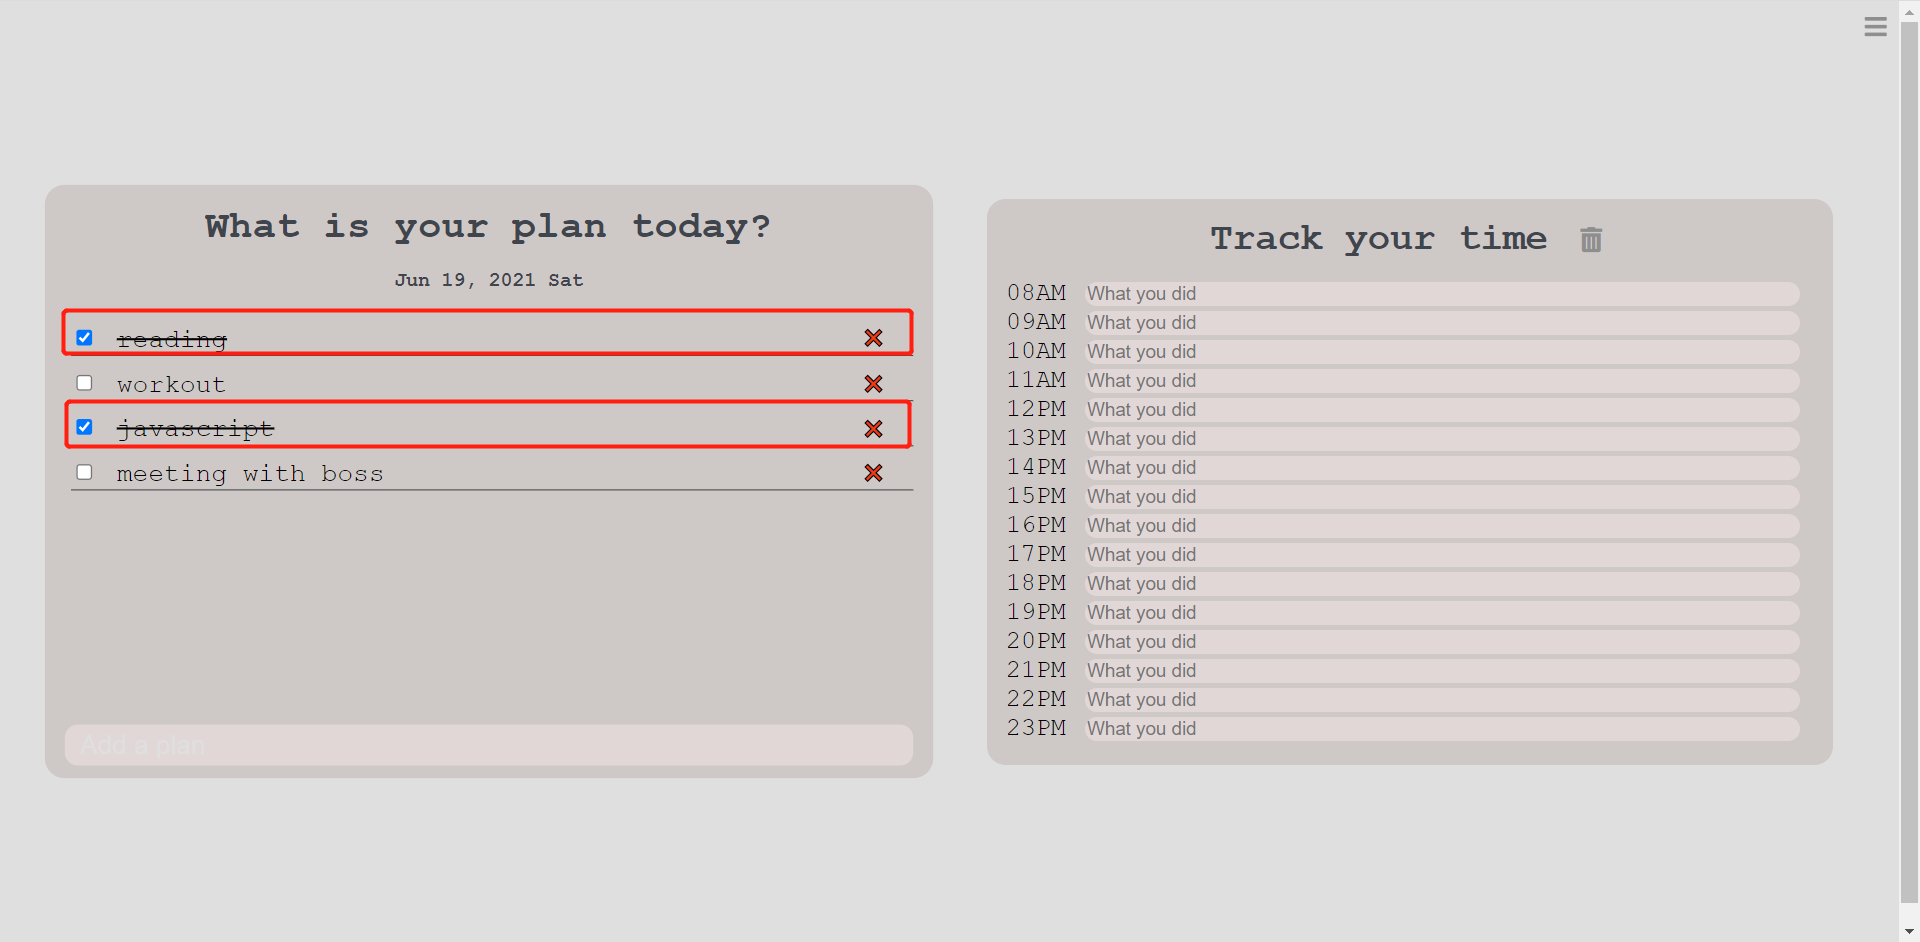 What is your plan today?
Jun 19, 2021 Sat
reading
workout
javascript
meeting with boss
Add a plan
Track your time
08AM What you did
09AM What you did
10AM What you did
11AM What you did
12PM What you did
13PM What you did
14PM What you did
15PM What you did
16PM What you did
17PM What you did
18PM What you did
19PM What you did
20PM What you did
21PM What you did
22PM What you did
23PM What you did